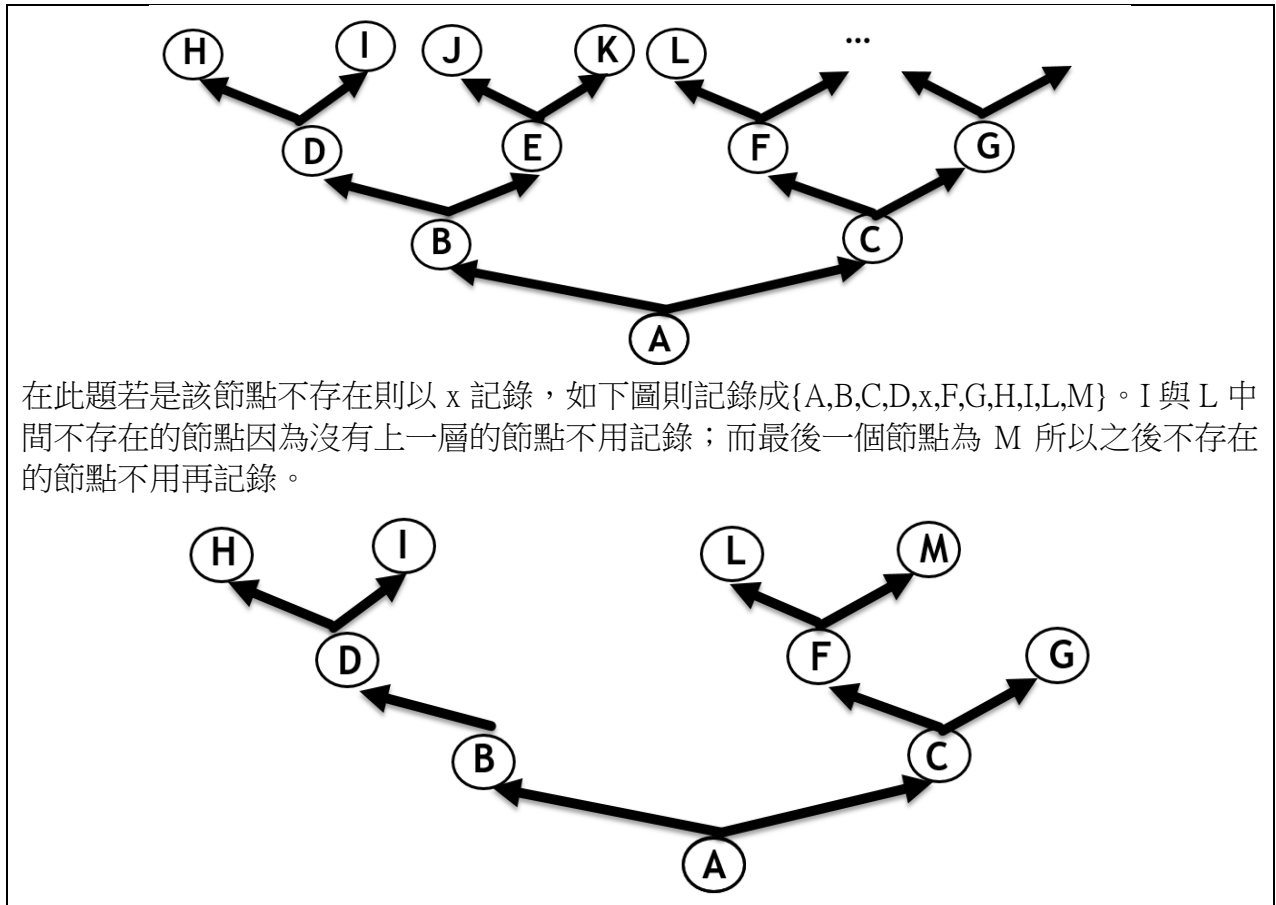 H I J K L ...
D E F G
B C
A
在此題若是該節點不存在則以 x 記錄，如下圖則記錄成{A,B,C,D,x,F,G,H,I,L,M}。I 與 L 中
間不存在的節點因為沒有上一層的節點不用記錄；而最後一個節點為 M 所以之後不存在
的節點不用再記錄。
H I L M
D F G
B C
A